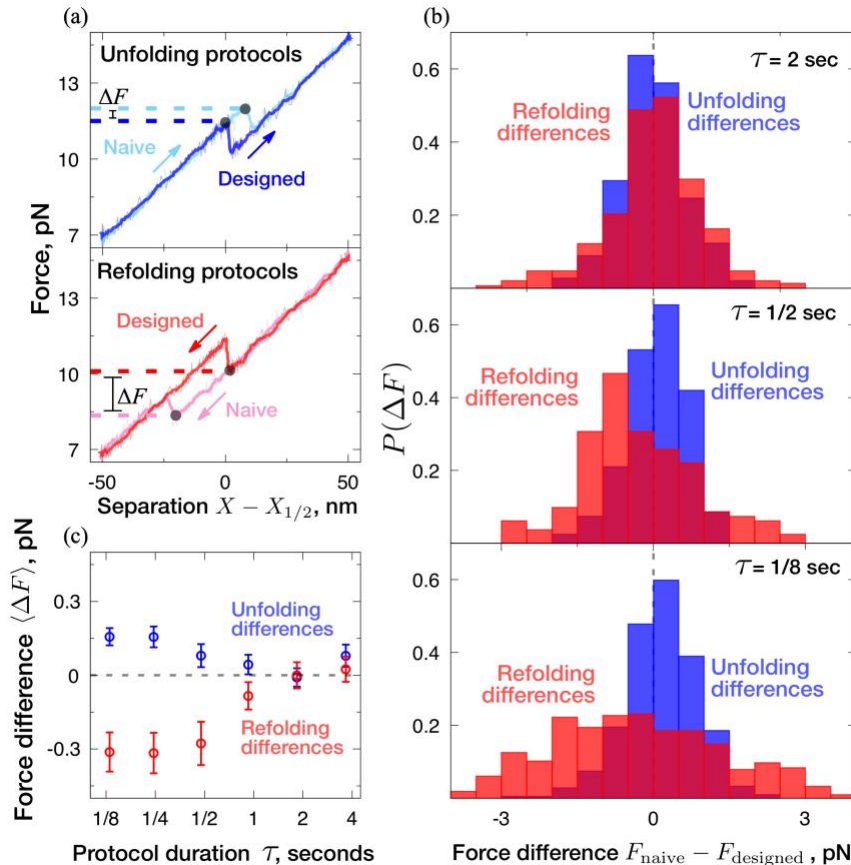 (a)
Unfolding protocols
15
13
11
7
ΔF
Naive
Designed
Refolding protocols
13
10
7
Designed
ΔF
Naive
Force, pN
-50
0
50
Separation X − X₁/₂, nm
(b)
τ = 2 sec
0.6
0.4
0.2
Refolding
differences
Unfolding
differences
τ = 1/2 sec
0.6
0.4
0.2
Refolding
differences
Unfolding
differences
τ = 1/8 sec
0.6
0.4
0.2
Refolding
differences
Unfolding
differences
P(ΔF)
-3
0
3
Force difference F_naive − F_designed , pN
(c)
0.3
0
-0.3
Unfolding
differences
Refolding
differences
Force difference ⟨ΔF⟩, pN
1/8
1/4
1/2
1
2
4
Protocol duration τ, seconds